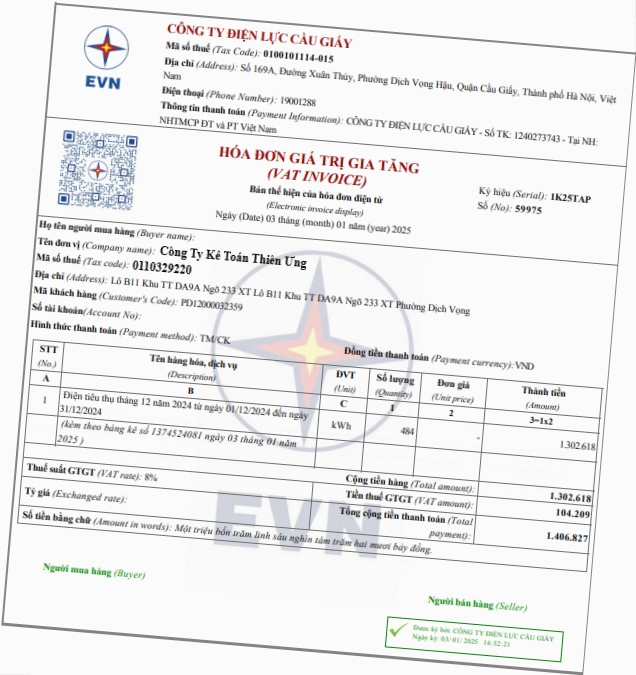 CÔNG TY ĐIỆN LỰC CẦU GIẤY
Mã số thuế (Tax Code): 0100101114-015
Địa chỉ (Address): Số 169A, Đường Xuân Thủy, Phường Dịch Vọng Hậu, Quận Cầu Giấy, Thành phố Hà Nội, Việt
Nam
Điện thoại (Phone Number): 19001288
Thông tin thanh toán (Payment Information): CÔNG TY ĐIỆN LỰC CẦU GIẤY - Số TK: 1240273743 - Tại NH:
NHTMCP ĐT và PT Việt Nam
EVN
HÓA ĐƠN GIÁ TRỊ GIA TĂNG
(VAT INVOICE)
Bản thể hiện của hóa đơn điện tử
(Electronic invoice display)
Ngày (Date) 03 tháng (month) 01 năm (year) 2025
Ký hiệu (Serial): 1K25TAP
Số (No): 59975
Họ tên người mua hàng (Buyer name):
Tên đơn vị (Company name): Công Ty Kế Toán Thiên Ưng
Mã số thuế (Tax code): 0110329220
Địa chỉ (Address): Lô B11 Khu TT DA9A Ngõ 233 XT Lô B11 Khu TT DA9A Ngõ 233 XT Phường Dịch Vọng
Mã khách hàng (Customer's Code): PD12000032359
Số tài khoản(Account No):
Hình thức thanh toán (Payment method): TM/CK
Đồng tiền thanh toán (Payment currency):VND
STT (No.) Tên hàng hóa, dịch vụ (Description) ĐVT (Unit) Số lượng (Quantity) Đơn giá (Unit price) Thành tiền (Amount)
A B C 1 2 3=1x2
1 Điện tiêu thụ tháng 12 năm 2024 từ ngày 01/12/2024 đến ngày
31/12/2024 kWh 484 - 1.302.618
(kèm theo bảng kê số 1374524081 ngày 03 tháng 01 năm
2025 )
Cộng tiền hàng (Total amount): 1.302.618
Thuế suất GTGT (VAT rate): 8% Tiền thuế GTGT (VAT amount): 104.209
Tỷ giá (Exchanged rate): Tổng cộng tiền thanh toán (Total
payment): 1.406.827
Số tiền bằng chữ (Amount in words): Một triệu bốn trăm linh sáu nghìn tám trăm hai mươi bảy đồng.
EVN
Người mua hàng (Buyer)
Người bán hàng (Seller)
Được ký bởi: CÔNG TY ĐIỆN LỰC CẦU GIẤY
Ngày ký: 03/01/2025 16:52:21